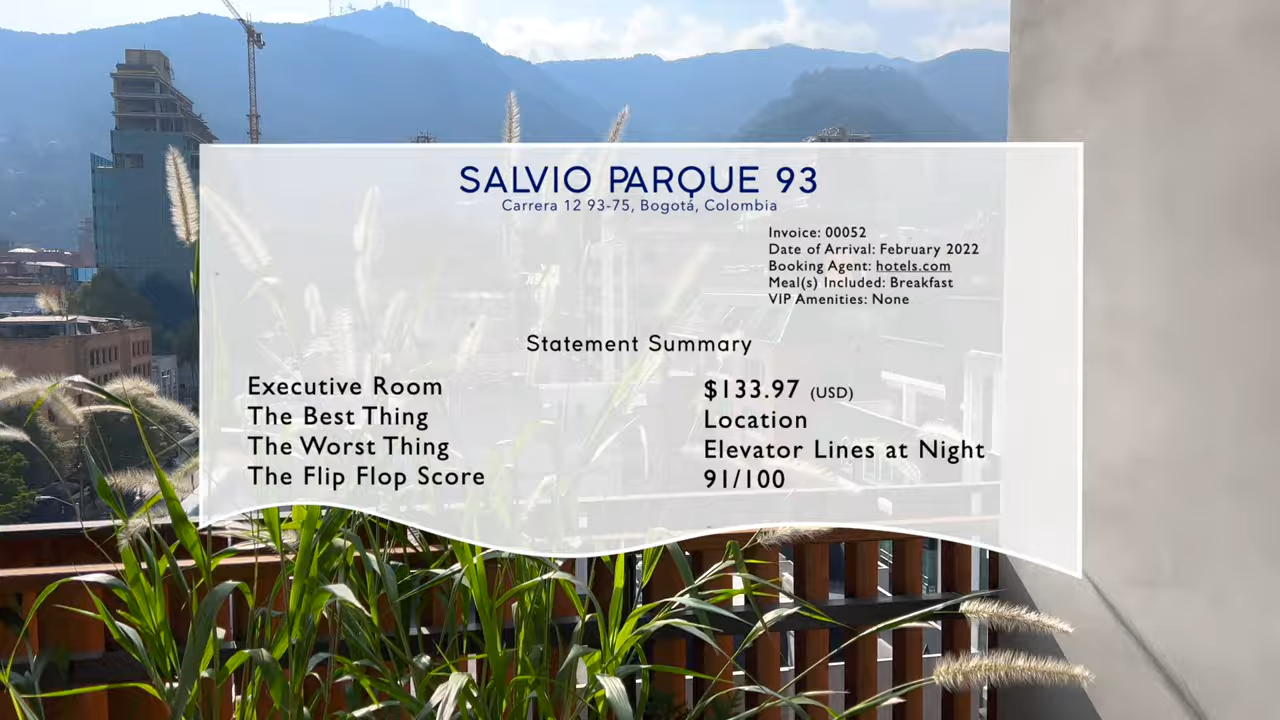 SALVIO PARQUE 93
Carrera 12 93-75, Bogotá, Colombia
Invoice: 00052
Date of Arrival: February 2022
Booking Agent: hotels.com
Meal(s) Included: Breakfast
VIP Amenities: None
Statement Summary
Executive Room $133.97 (USD)
The Best Thing Location
The Worst Thing Elevator Lines at Night
The Flip Flop Score 91/100